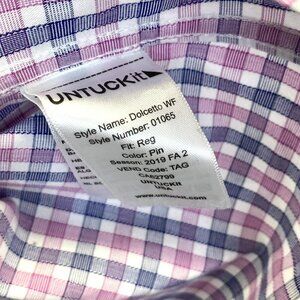 UNTUCKit
Style Name: Dolcetto WF
Style Number: 01065
Fit: Reg
Color: Pin
Season: 2019 FA 2
VEND Code: TAG
CA62799
UNTUCKit
www.untuckit.com